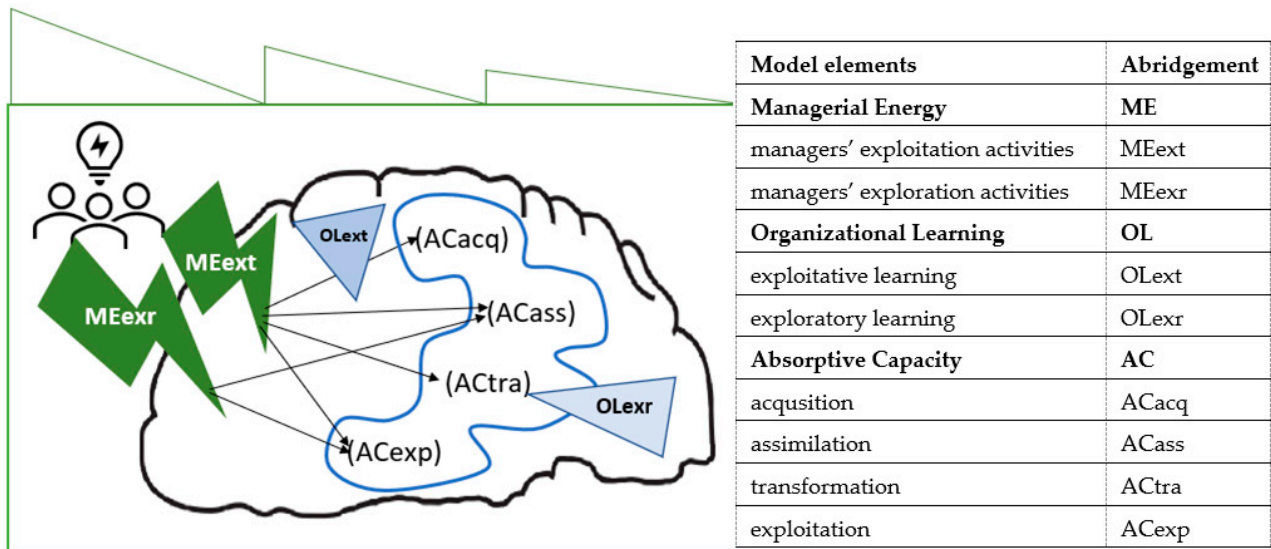 MEext
MEexr
OLext
(ACacq)
(ACass)
(ACtra)
OLexr
(ACexp)
Model elements Abridgement
Managerial Energy ME
managers’ exploitation activities MEext
managers’ exploration activities MEexr
Organizational Learning OL
exploitative learning OLext
exploratory learning OLexr
Absorptive Capacity AC
acqusition ACacq
assimilation ACass
transformation ACtra
exploitation ACexp